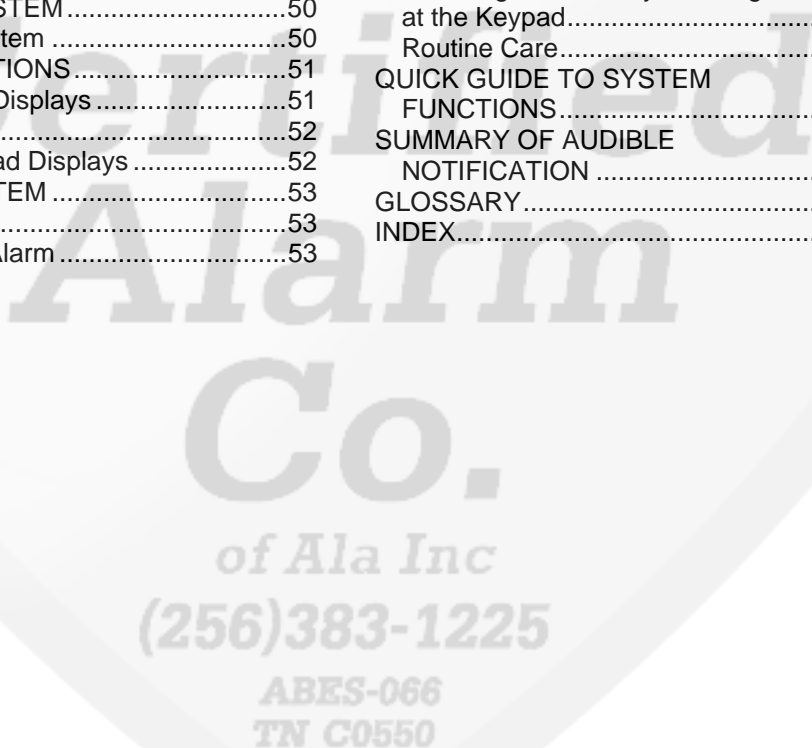 STEM..............................50
tem ..............................50
TIONS..............................51
Displays..............................51
..............................52
ad Displays..............................52
STEM ..............................53
..............................53
Alarm..............................53
at the Keypad..............................
Routine Care..............................
QUICK GUIDE TO SYSTEM
FUNCTIONS..............................
SUMMARY OF AUDIBLE
NOTIFICATION ..............................
GLOSSARY..............................
INDEX..............................
Certified
Alarm
Co.
of Ala Inc
(256)383-1225
ABES-066
TN C0550